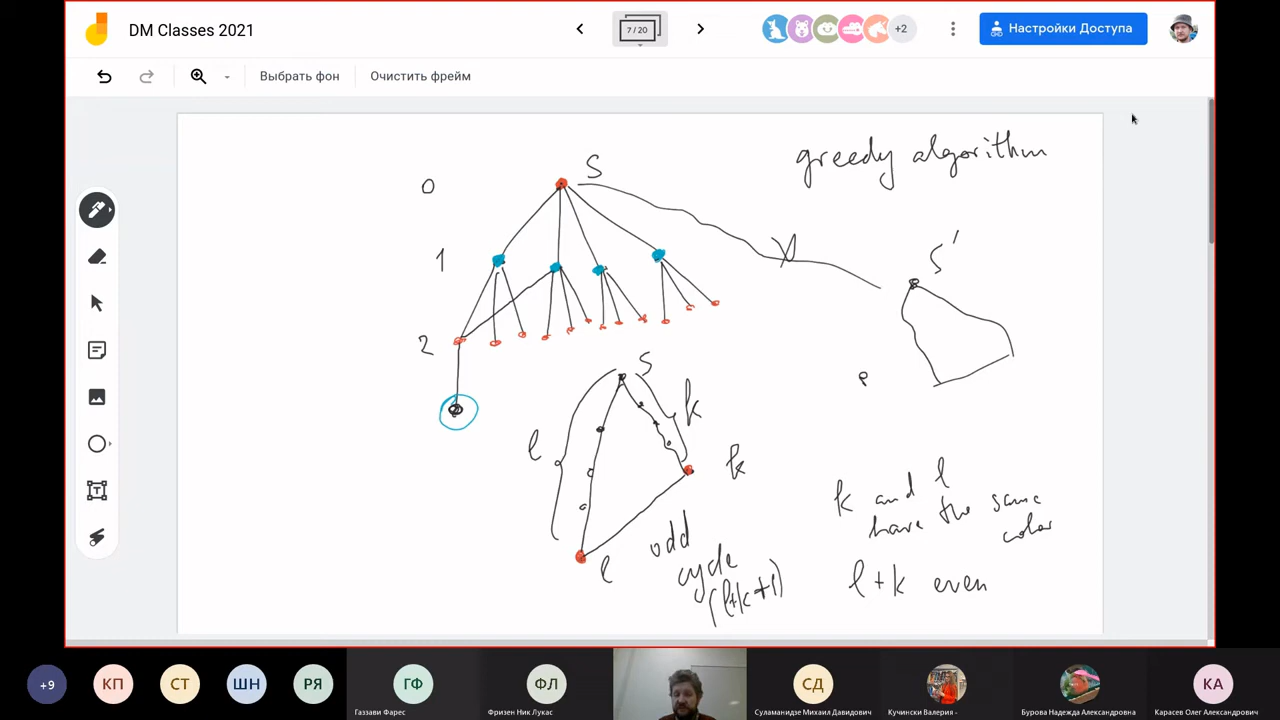 DM Classes 2021
7 / 20
+2
Настройки Доступа
Выбрать фон
Очистить фрейм
greedy algorithm
S
0
1
S'
2
S
k
l
k
k and l
have the same
color
odd
cycle
(l+k+1)
l
l + k even
+9
КП
СТ
ШН
РЯ
ГФ
Газзави Фарес
ФЛ
Фризен Ник Лукас
СД
Суламанидзе Михаил Давидович
Кучински Валерия -
Бурова Надежда Александровна
КА
Карасев Олег Александрович